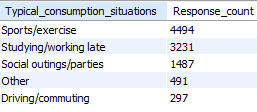 Typical_consumption_situations Response_count
Sports/exercise 4494
Studying/working late 3231
Social outings/parties 1487
Other 491
Driving/commuting 297